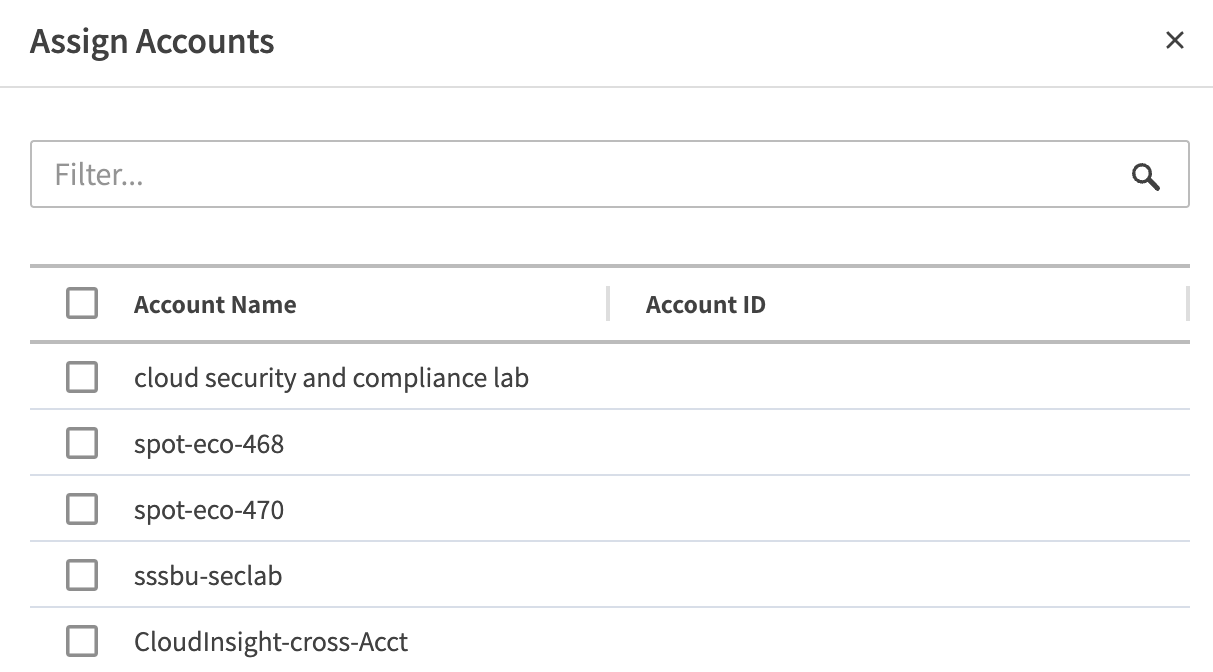 Assign Accounts
Filter...
Account Name Account ID
cloud security and compliance lab
spot-eco-468
spot-eco-470
sssbu-seclab
CloudInsight-cross-Acct